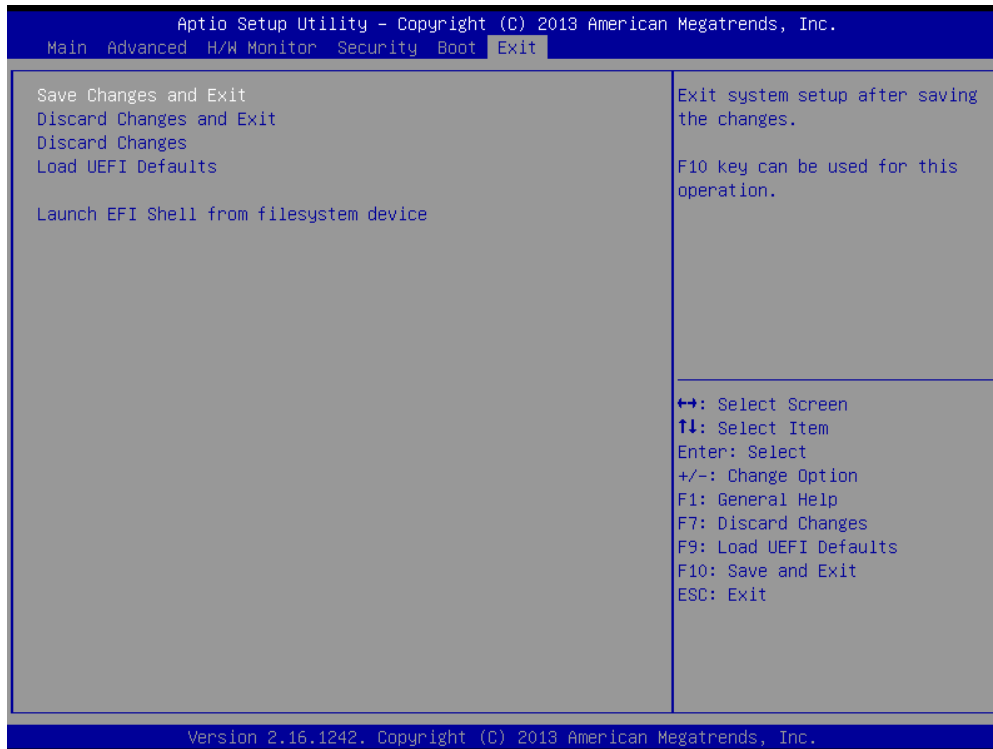 Aptio Setup Utility – Copyright (C) 2013 American Megatrends, Inc.
Main Advanced H/W Monitor Security Boot Exit
Save Changes and Exit
Discard Changes and Exit
Discard Changes
Load UEFI Defaults
Launch EFI Shell from filesystem device
Exit system setup after saving
the changes.
F10 key can be used for this
operation.
↔: Select Screen
↑↓: Select Item
Enter: Select
+/-: Change Option
F1: General Help
F7: Discard Changes
F9: Load UEFI Defaults
F10: Save and Exit
ESC: Exit
Version 2.16.1242. Copyright (C) 2013 American Megatrends, Inc.